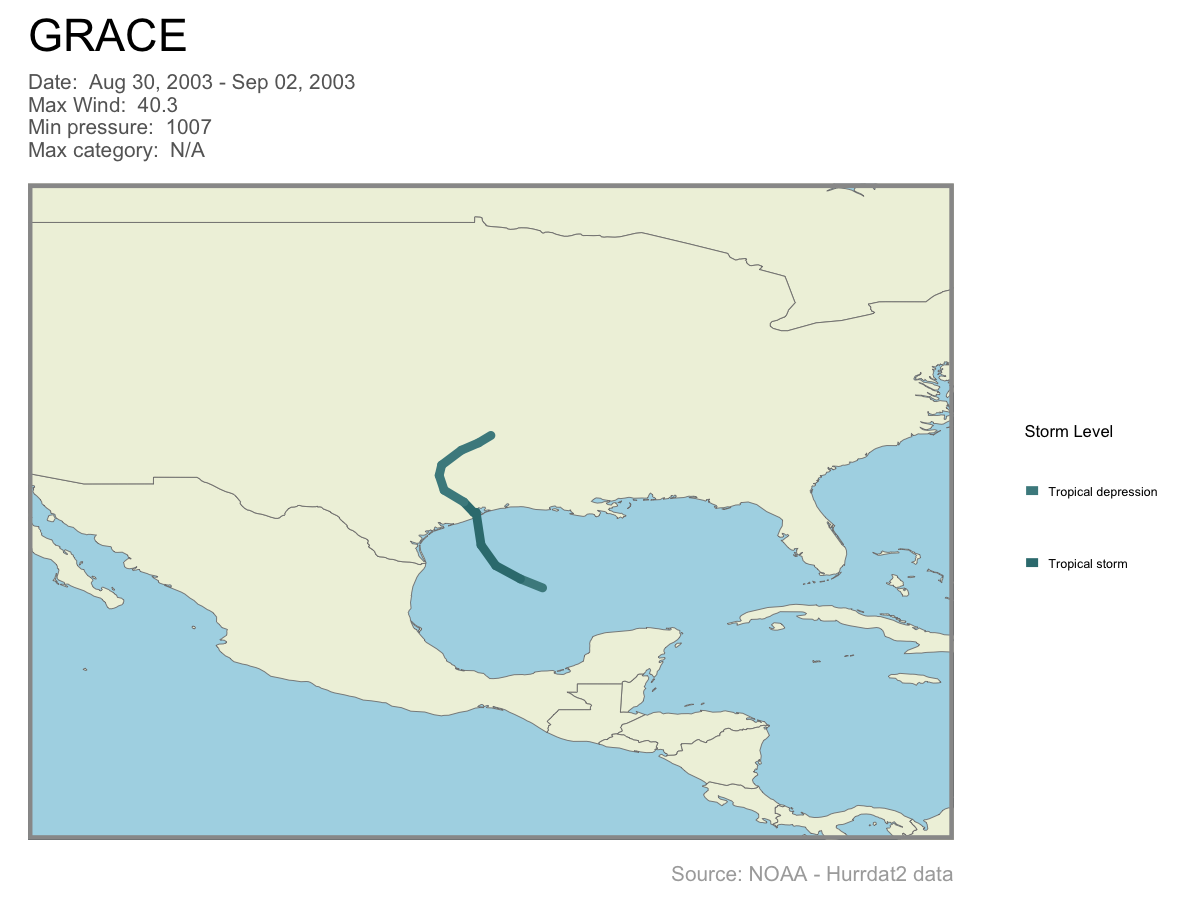 GRACE
Date:  Aug 30, 2003 - Sep 02, 2003
Max Wind:  40.3
Min pressure:  1007
Max category:  N/A
Storm Level
Tropical depression
Tropical storm
Source: NOAA - Hurrdat2 data